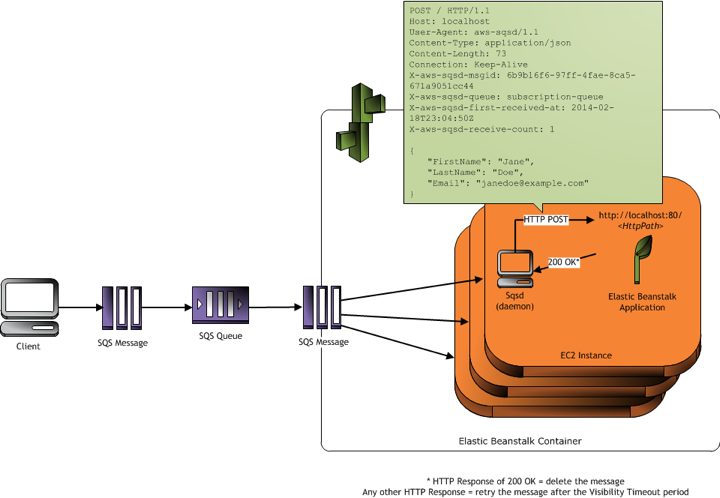 POST / HTTP/1.1
Host: localhost
User-Agent: aws-sqsd/1.1
Content-Type: application/json
Content-Length: 73
Connection: Keep-Alive
X-aws-sqsd-msgid: 6b9b16f6-97ff-4fae-8ca5-
671a9051cc44
X-aws-sqsd-queue: subscription-queue
X-aws-sqsd-first-received-at: 2014-02-
18T23:04:50Z
X-aws-sqsd-receive-count: 1
{
"FirstName": "Jane",
"LastName": "Doe",
"Email": "janedoe@example.com"
}
HTTP POST
http://localhost:80/
<HttpPath>
200 OK*
Sqsd
(daemon)
Elastic Beanstalk
Application
EC2 Instance
Client
SQS Message
SQS Queue
SQS Message
Elastic Beanstalk Container
* HTTP Response of 200 OK = delete the message
Any other HTTP Response = retry the message after the Visibility Timeout period